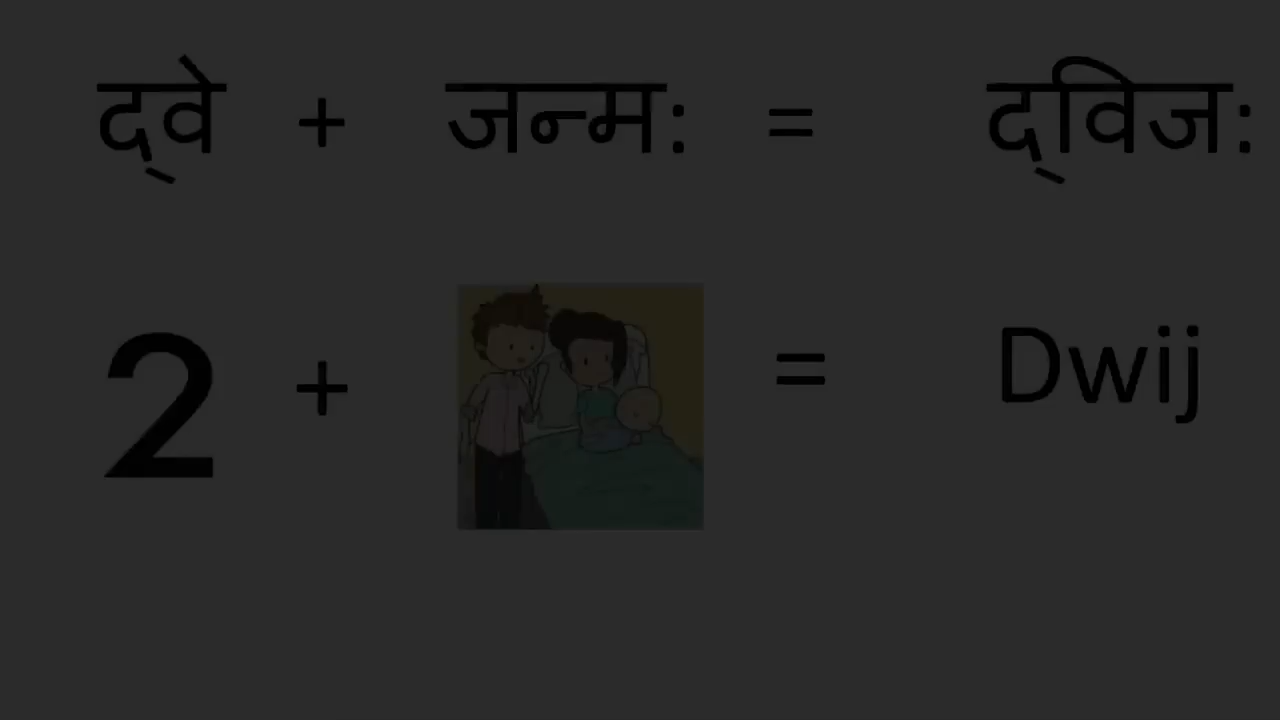 द्‌वे + जन्म: = द्‌विज:
2 + = Dwij